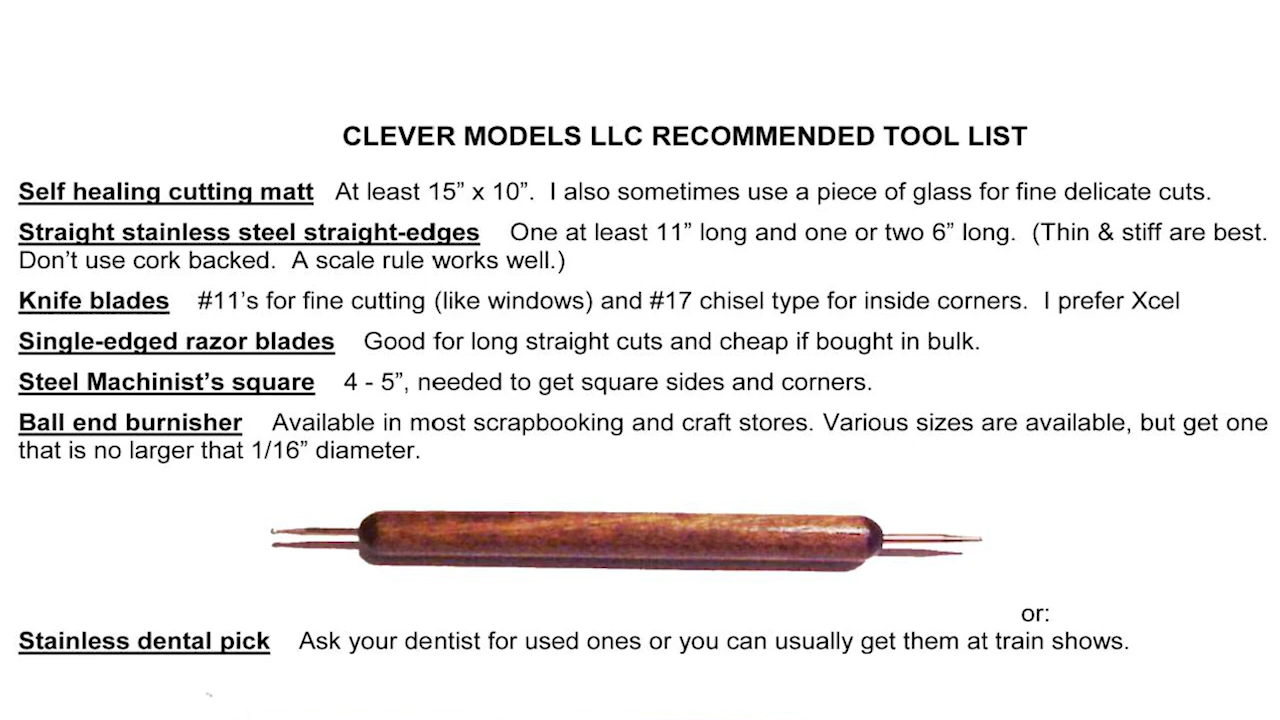 CLEVER MODELS LLC RECOMMENDED TOOL LIST
Self healing cutting matt At least 15” x 10”. I also sometimes use a piece of glass for fine delicate cuts.
Straight stainless steel straight-edges One at least 11” long and one or two 6” long. (Thin & stiff are best.
Don’t use cork backed. A scale rule works well.)
Knife blades #11’s for fine cutting (like windows) and #17 chisel type for inside corners. I prefer Xcel
Single-edged razor blades Good for long straight cuts and cheap if bought in bulk.
Steel Machinist’s square 4 - 5”, needed to get square sides and corners.
Ball end burnisher Available in most scrapbooking and craft stores. Various sizes are available, but get one
that is no larger that 1/16” diameter.
or:
Stainless dental pick Ask your dentist for used ones or you can usually get them at train shows.